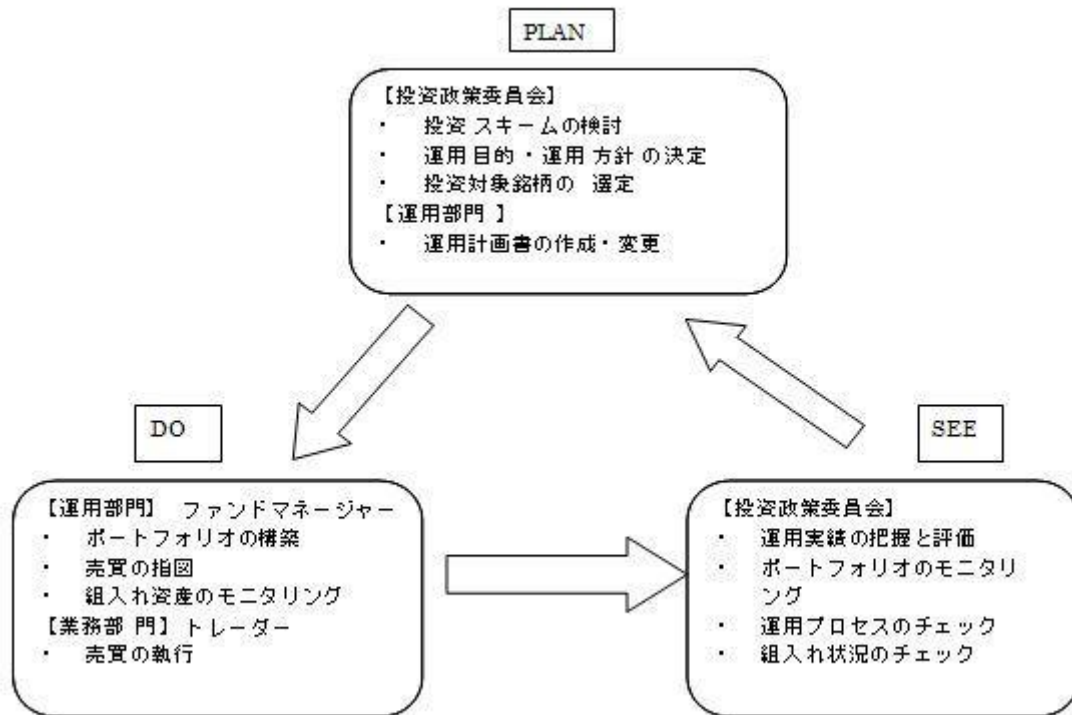 PLAN
【投資政策委員会】
・ 投資スキームの検討
・ 運用目的・運用方針の決定
・ 投資対象銘柄の 選定
【運用部門 】
・ 運用計画書の作成・変更
DO
【運用部門】 ファンドマネージャー
・ ポートフォリオの構築
・ 売買の指図
・ 組入れ資産のモニタリング
【業務部 門】トレーダー
・ 売買の執行
SEE
【投資政策委員会】
・ 運用実績の把握と評価
・ ポートフォリオのモニタリ
ング
・ 運用プロセスのチェック
・ 組入れ状況のチェック